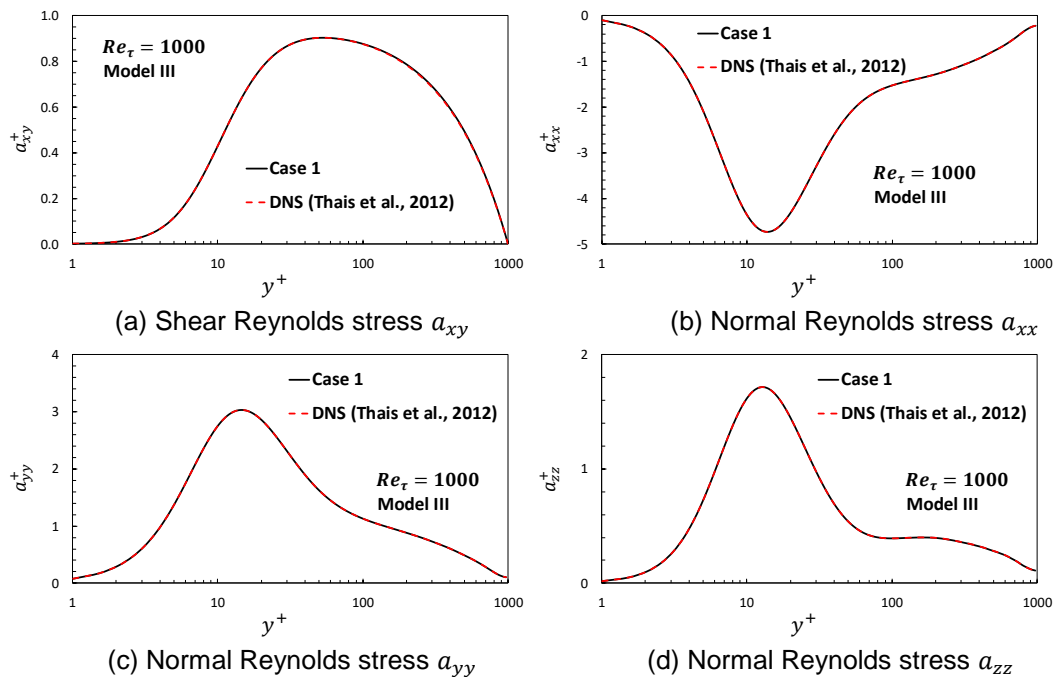 1.0
0.8
0.6
0.4
0.2
0.0
1 10 100 1000
a⁺xy
y⁺
Reτ = 1000
Model III
Case 1
DNS (Thais et al., 2012)
(a) Shear Reynolds stress axy
0
-1
-2
-3
-4
-5
1 10 100 1000
a⁺xx
y⁺
Case 1
DNS (Thais et al., 2012)
Reτ = 1000
Model III
(b) Normal Reynolds stress axx
4
3
2
1
0
1 10 100 1000
a⁺yy
y⁺
Case 1
DNS (Thais et al., 2012)
Reτ = 1000
Model III
(c) Normal Reynolds stress ayy
2
1
0
1 10 100 1000
a⁺zz
y⁺
Case 1
DNS (Thais et al., 2012)
Reτ = 1000
Model III
(d) Normal Reynolds stress azz